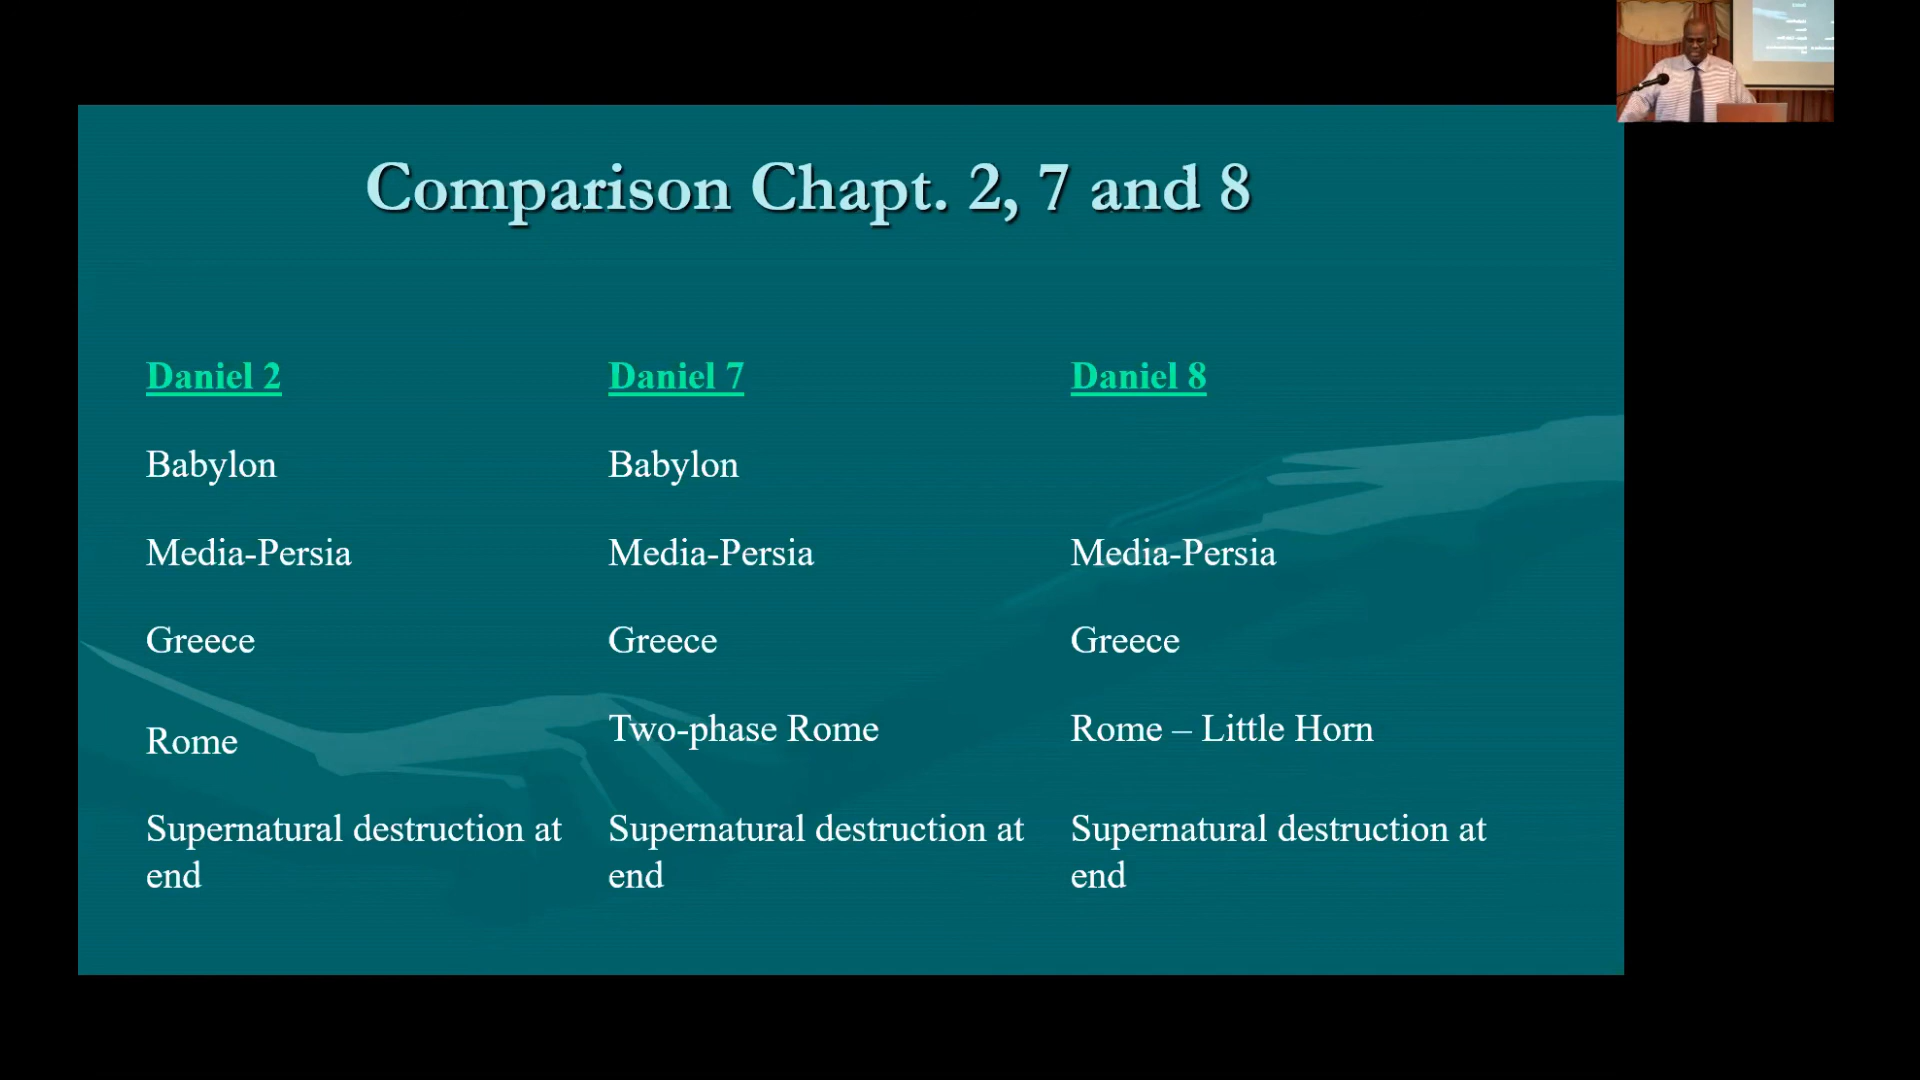 Comparison Chapt. 2, 7 and 8
Daniel 2
Daniel 7
Daniel 8
Babylon
Babylon
Media-Persia
Media-Persia
Media-Persia
Greece
Greece
Greece
Rome
Two-phase Rome
Rome – Little Horn
Supernatural destruction at
end
Supernatural destruction at
end
Supernatural destruction at
end